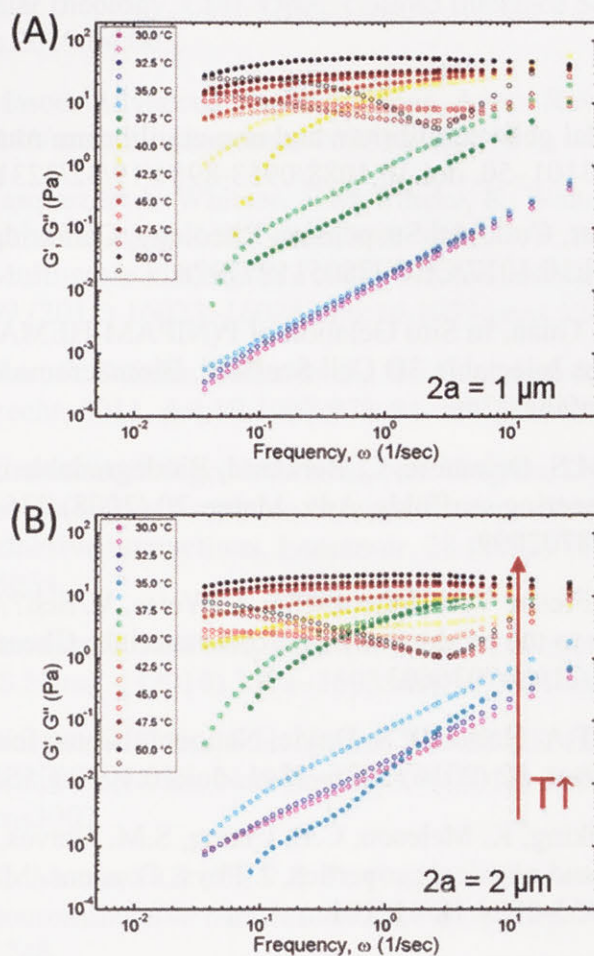 (A)
10²
10¹
10⁰
10⁻¹
10⁻²
10⁻³
10⁻⁴
G', G'' (Pa)
30.0 °C
32.5 °C
35.0 °C
37.5 °C
40.0 °C
42.5 °C
45.0 °C
47.5 °C
50.0 °C
2a = 1 μm
10⁻² 10⁻¹ 10⁰ 10¹
Frequency, ω (1/sec)
(B)
10²
10¹
10⁰
10⁻¹
10⁻²
10⁻³
10⁻⁴
G', G'' (Pa)
30.0 °C
32.5 °C
35.0 °C
37.5 °C
40.0 °C
42.5 °C
45.0 °C
47.5 °C
50.0 °C
T↑
2a = 2 μm
10⁻² 10⁻¹ 10⁰ 10¹
Frequency, ω (1/sec)